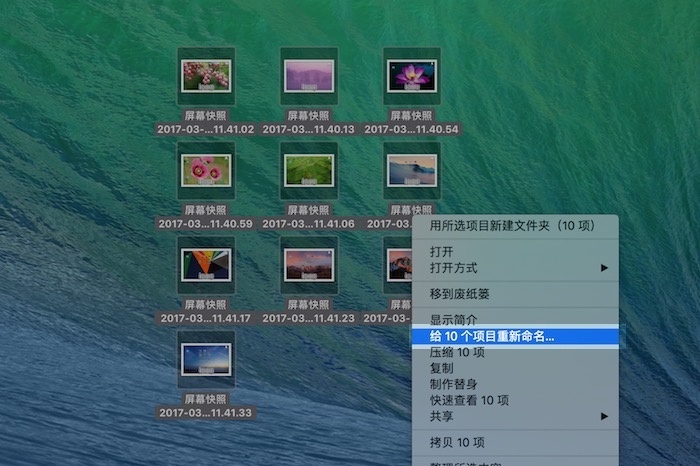 屏幕快照 屏幕快照 屏幕快照
2017-03-...11.41.02 2017-03-...11.40.13 2017-03-...11.40.54
屏幕快照 屏幕快照 屏幕快照
2017-03-...11.40.59 2017-03-...11.41.06 2017-03-
屏幕快照 屏幕快照
2017-03-...11.41.17 2017-03-...11.41.23 2017-03-
屏幕快照
2017-03-...11.41.33
用所选项目新建文件夹（10 项）
打开
打开方式
移到废纸篓
显示简介
给 10 个项目重新命名...
压缩 10 项
复制
制作替身
快速查看 10 项
共享
拷贝 10 项